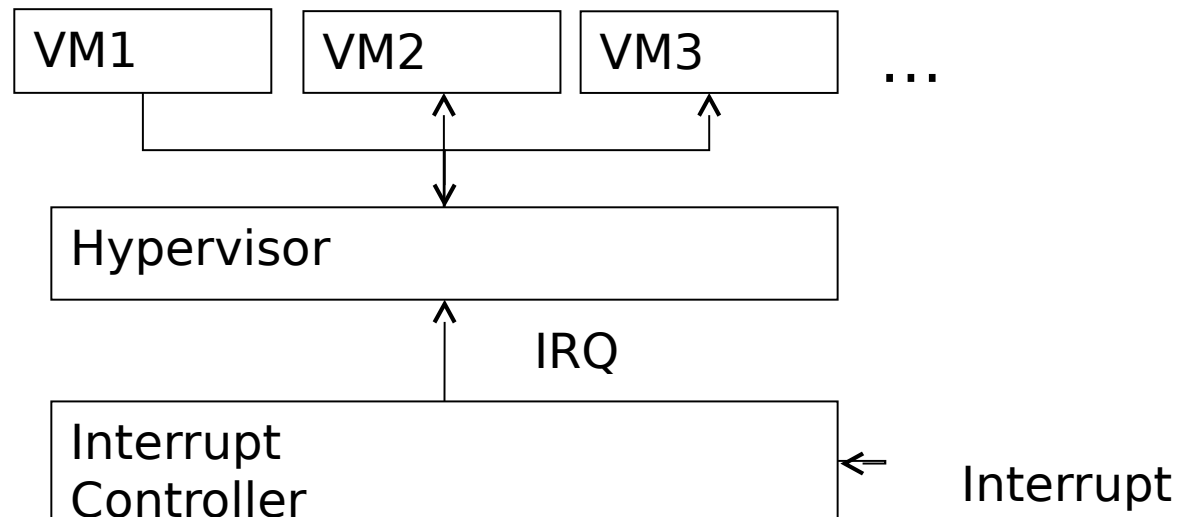 VM1
VM2
VM3
...
Hypervisor
IRQ
Interrupt
Controller
Interrupt